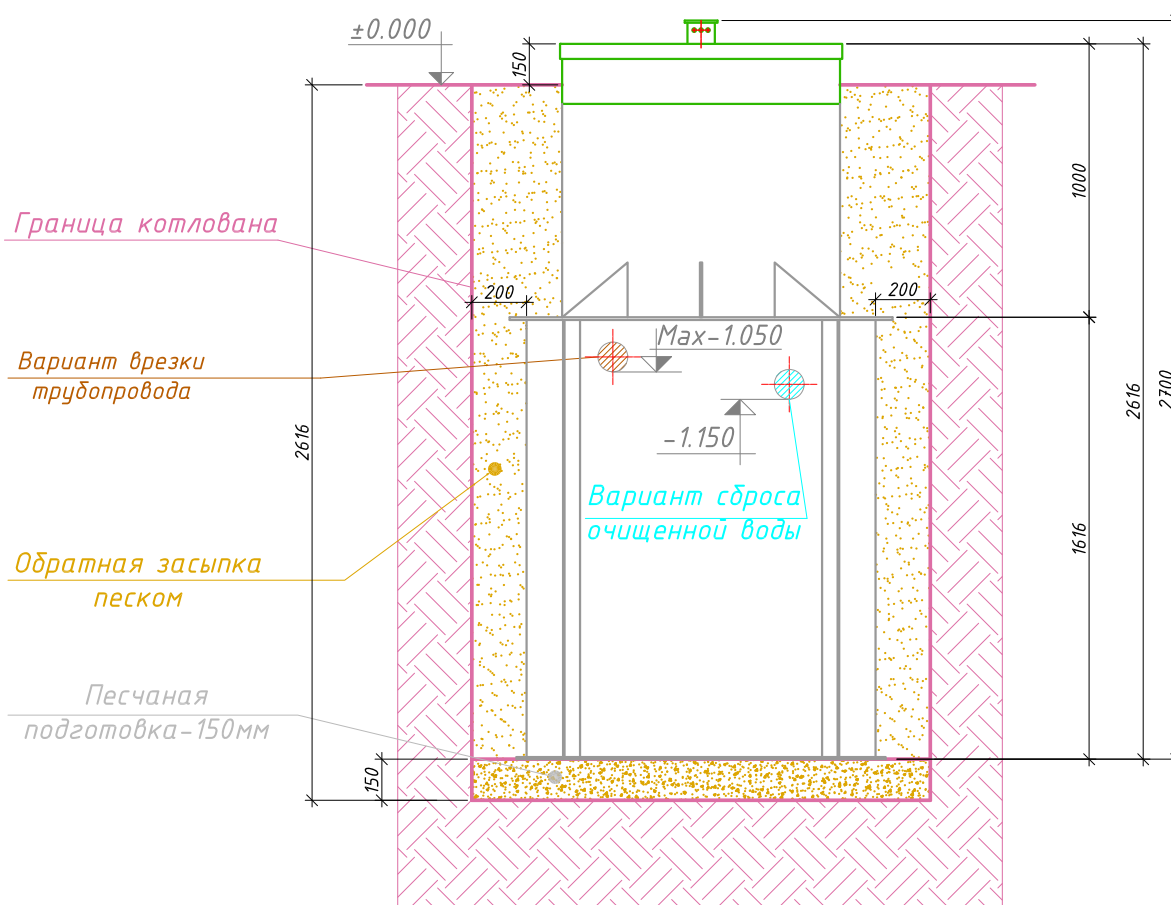 ±0.000
150
1000
Граница котлована
200
200
Max-1.050
Вариант врезки
трубопровода
2616
2616
2700
-1.150
Вариант сброса
очищенной воды
1616
Обратная засыпка
песком
Песчаная
подготовка-150мм
150